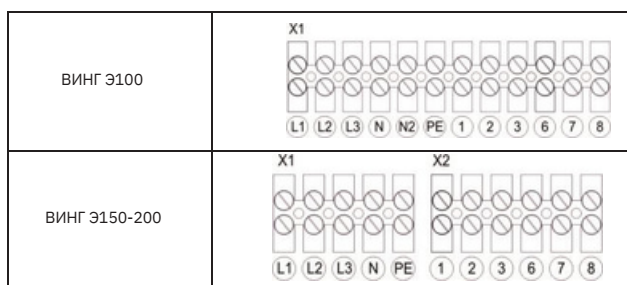 X1
ВИНГ Э100
L1 L2 L3 N N2 PE 1 2 3 6 7 8
X1 X2
ВИНГ Э150-200
L1 L2 L3 N PE 1 2 3 6 7 8